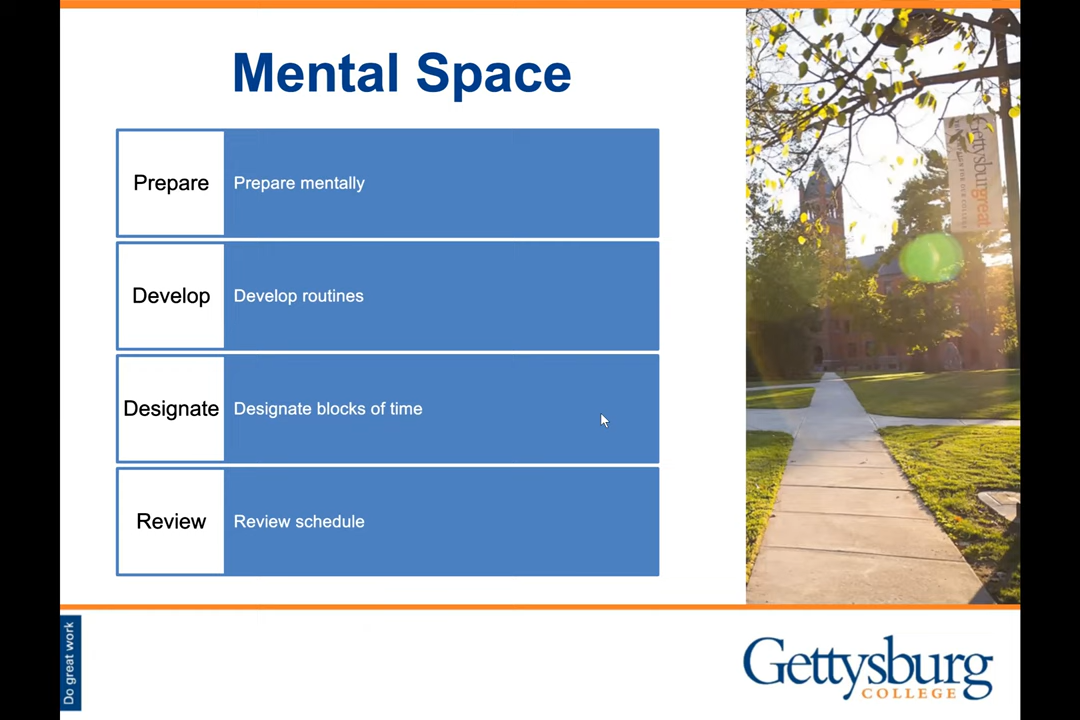 Mental Space
Prepare
Prepare mentally
Develop
Develop routines
Designate
Designate blocks of time
Review
Review schedule
Gettysburgreat
Do great work
Gettysburg
COLLEGE